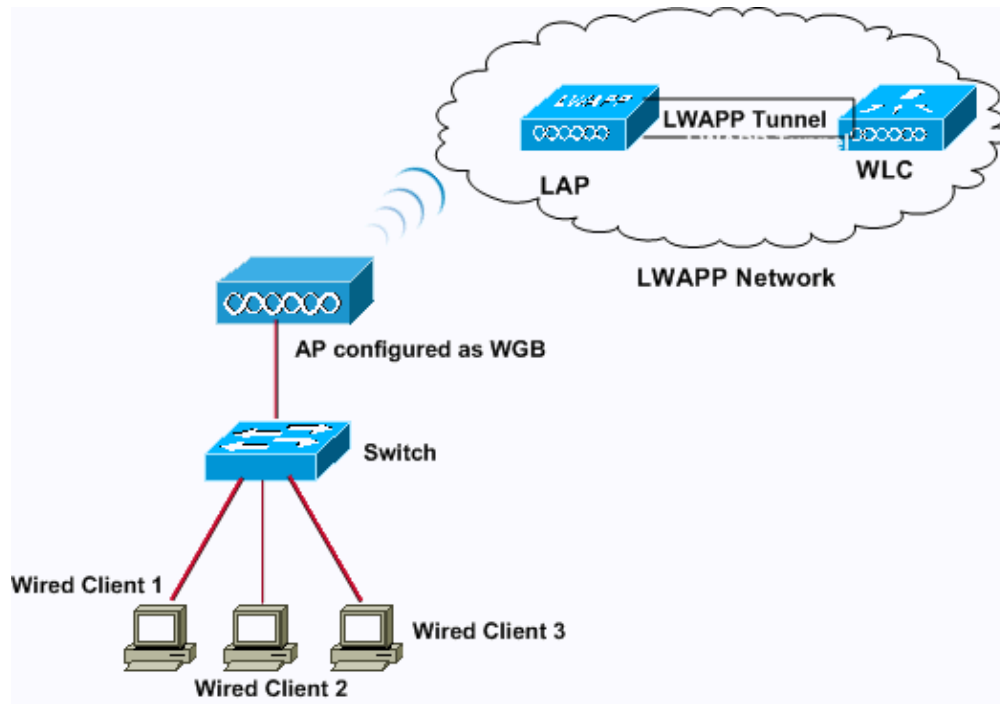 LWAPP
LWAPP Tunnel
LAP
WLC
LWAPP Network
AP configured as WGB
Switch
Wired Client 1
Wired Client 3
Wired Client 2